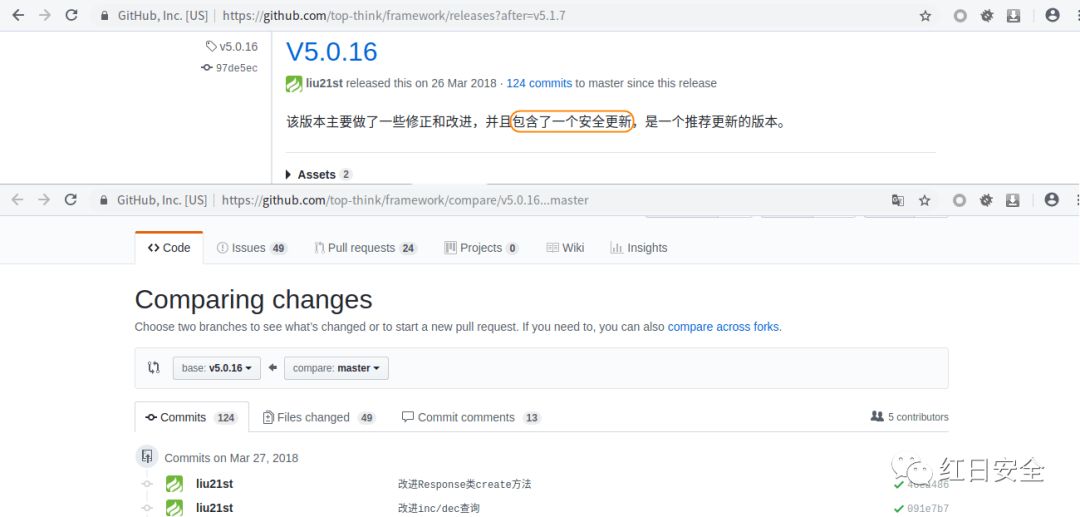 GitHub, Inc. [US] | https://github.com/top-think/framework/releases?after=v5.1.7
v5.0.16
97de5ec
V5.0.16
liu21st released this on 26 Mar 2018 · 124 commits to master since this release
该版本主要做了一些修正和改进，并且包含了一个安全更新，是一个推荐更新的版本。
Assets 2
GitHub, Inc. [US] | https://github.com/top-think/framework/compare/v5.0.16...master
Code Issues 49 Pull requests 24 Projects 0 Wiki Insights
Comparing changes
Choose two branches to see what's changed or to start a new pull request. If you need to, you can also compare across forks.
base: v5.0.16 compare: master
Commits 124 Files changed 49 Commit comments 13 5 contributors
Commits on Mar 27, 2018
liu21st 改进Response类create方法
liu21st 改进inc/dec查询 091e7b7
红日安全